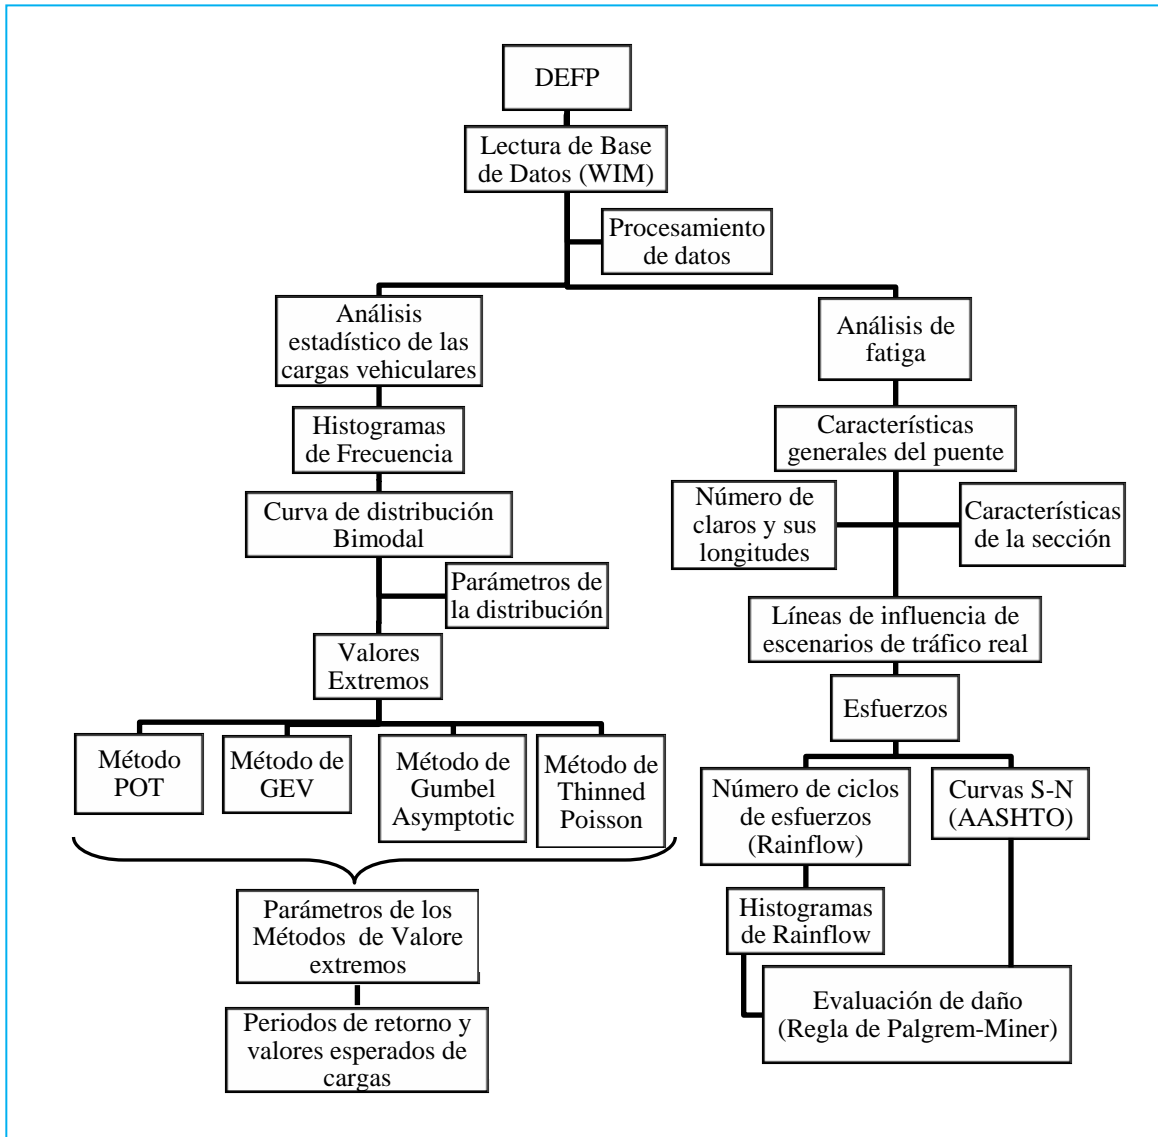 DEFP
Lectura de Base
de Datos (WIM)
Procesamiento
de datos
Análisis
estadístico de las
cargas vehiculares
Histogramas
de Frecuencia
Curva de distribución
Bimodal
Parámetros de
la distribución
Valores
Extremos
Método
POT
Método de
GEV
Método de
Gumbel
Asymptotic
Método de
Thinned
Poisson
Parámetros de los
Métodos de Valore
extremos
Periodos de retorno y
valores esperados de
cargas
Análisis de
fatiga
Características
generales del puente
Número de
claros y sus
longitudes
Características
de la sección
Líneas de influencia de
escenarios de tráfico real
Esfuerzos
Número de ciclos
de esfuerzos
(Rainflow)
Curvas S-N
(AASHTO)
Histogramas
de Rainflow
Evaluación de daño
(Regla de Palgrem-Miner)